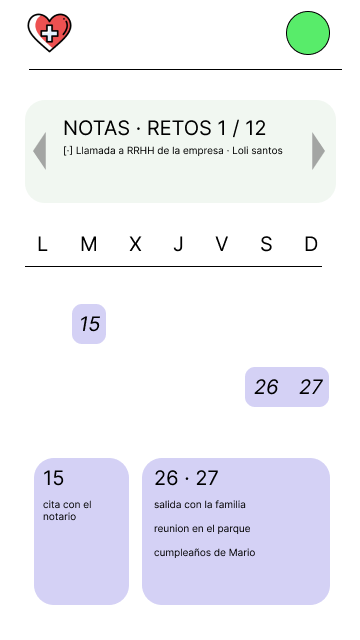 NOTAS · RETOS 1 / 12
[·] Llamada a RRHH de la empresa · Loli santos
L M X J V S D
15
26 27
15
cita con el
notario
26 · 27
salida con la familia
reunion en el parque
cumpleaños de Mario